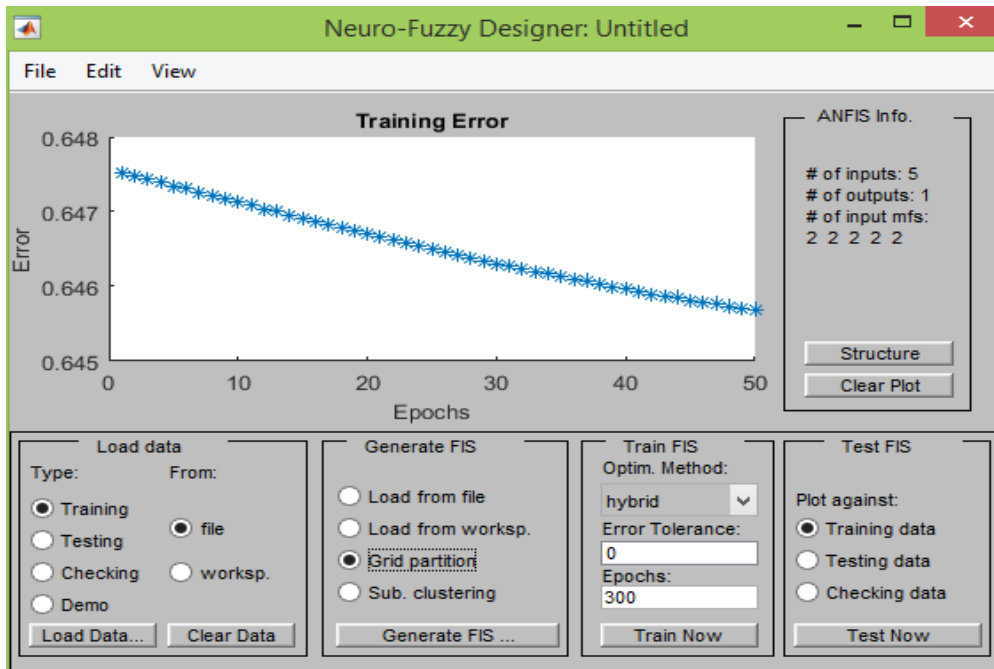 Neuro-Fuzzy Designer: Untitled
File Edit View
Training Error
0.648
0.647
0.646
0.645
Error
0 10 20 30 40 50
Epochs
ANFIS Info.
# of inputs: 5
# of outputs: 1
# of input mfs:
2 2 2 2 2
Structure
Clear Plot
Load data
Type: From:
Training
Testing
Checking
Demo
file
worksp.
Load Data... Clear Data
Generate FIS
Load from file
Load from worksp.
Grid partition
Sub. clustering
Generate FIS ...
Train FIS
Optim. Method:
hybrid
Error Tolerance:
0
Epochs:
300
Train Now
Test FIS
Plot against:
Training data
Testing data
Checking data
Test Now